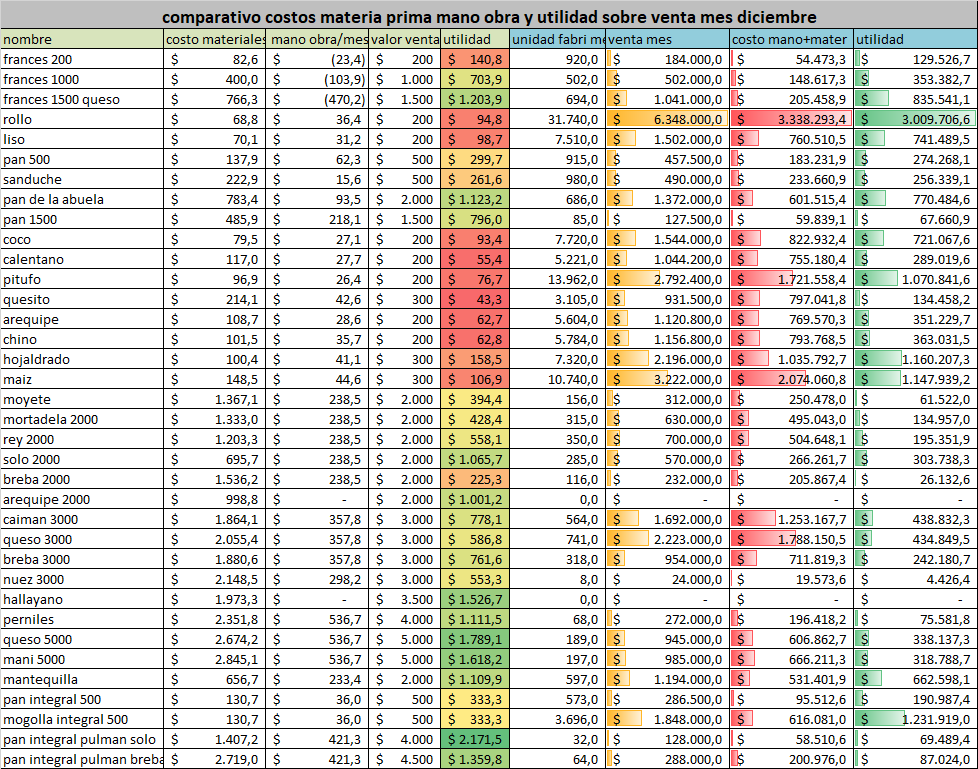 comparativo costos materia prima mano obra y utilidad sobre venta mes diciembre
nombre costo materiales mano obra/mes valor venta utilidad unidad fabri me venta mes costo mano+mater utilidad
frances 200 $ 82,6 $ (23,4) $ 200 $ 140,8 920,0 $ 184.000,0 $ 54.473,3 $ 129.526,7
frances 1000 $ 400,0 $ (103,9) $ 1.000 $ 703,9 502,0 $ 502.000,0 $ 148.617,3 $ 353.382,7
frances 1500 queso $ 766,3 $ (470,2) $ 1.500 $ 1.203,9 694,0 $ 1.041.000,0 $ 205.458,9 $ 835.541,1
rollo $ 68,8 $ 36,4 $ 200 $ 94,8 31.740,0 $ 6.348.000,0 $ 3.338.293,4 $ 3.009.706,6
liso $ 70,1 $ 31,2 $ 200 $ 98,7 7.510,0 $ 1.502.000,0 $ 760.510,5 $ 741.489,5
pan 500 $ 137,9 $ 62,3 $ 500 $ 299,7 915,0 $ 457.500,0 $ 183.231,9 $ 274.268,1
sanduche $ 222,9 $ 15,6 $ 500 $ 261,6 980,0 $ 490.000,0 $ 233.660,9 $ 256.339,1
pan de la abuela $ 783,4 $ 93,5 $ 2.000 $ 1.123,2 686,0 $ 1.372.000,0 $ 601.515,4 $ 770.484,6
pan 1500 $ 485,9 $ 218,1 $ 1.500 $ 796,0 85,0 $ 127.500,0 $ 59.839,1 $ 67.660,9
coco $ 79,5 $ 27,1 $ 200 $ 93,4 7.720,0 $ 1.544.000,0 $ 822.932,4 $ 721.067,6
calentano $ 117,0 $ 27,7 $ 200 $ 55,4 5.221,0 $ 1.044.200,0 $ 755.180,4 $ 289.019,6
pitufo $ 96,9 $ 26,4 $ 200 $ 76,7 13.962,0 $ 2.792.400,0 $ 1.721.558,4 $ 1.070.841,6
quesito $ 214,1 $ 42,6 $ 300 $ 43,3 3.105,0 $ 931.500,0 $ 797.041,8 $ 134.458,2
arequipe $ 108,7 $ 28,6 $ 200 $ 62,7 5.604,0 $ 1.120.800,0 $ 769.570,3 $ 351.229,7
chino $ 101,5 $ 35,7 $ 200 $ 62,8 5.784,0 $ 1.156.800,0 $ 793.768,5 $ 363.031,5
hojaldrado $ 100,4 $ 41,1 $ 300 $ 158,5 7.320,0 $ 2.196.000,0 $ 1.035.792,7 $ 1.160.207,3
maiz $ 148,5 $ 44,6 $ 300 $ 106,9 10.740,0 $ 3.222.000,0 $ 2.074.060,8 $ 1.147.939,2
moyete $ 1.367,1 $ 238,5 $ 2.000 $ 394,4 156,0 $ 312.000,0 $ 250.478,0 $ 61.522,0
mortadela 2000 $ 1.333,0 $ 238,5 $ 2.000 $ 428,4 315,0 $ 630.000,0 $ 495.043,0 $ 134.957,0
rey 2000 $ 1.203,3 $ 238,5 $ 2.000 $ 558,1 350,0 $ 700.000,0 $ 504.648,1 $ 195.351,9
solo 2000 $ 695,7 $ 238,5 $ 2.000 $ 1.065,7 285,0 $ 570.000,0 $ 266.261,7 $ 303.738,3
breba 2000 $ 1.536,2 $ 238,5 $ 2.000 $ 225,3 116,0 $ 232.000,0 $ 205.867,4 $ 26.132,6
arequipe 2000 $ 998,8 $ - $ 2.000 $ 1.001,2 0,0 $ - $ - $ -
caiman 3000 $ 1.864,1 $ 357,8 $ 3.000 $ 778,1 564,0 $ 1.692.000,0 $ 1.253.167,7 $ 438.832,3
queso 3000 $ 2.055,4 $ 357,8 $ 3.000 $ 586,8 741,0 $ 2.223.000,0 $ 1.788.150,5 $ 434.849,5
breba 3000 $ 1.880,6 $ 357,8 $ 3.000 $ 761,6 318,0 $ 954.000,0 $ 711.819,3 $ 242.180,7
nuez 3000 $ 2.148,5 $ 298,2 $ 3.000 $ 553,3 8,0 $ 24.000,0 $ 19.573,6 $ 4.426,4
hallayano $ 1.973,3 $ - $ 3.500 $ 1.526,7 0,0 $ - $ - $ -
perniles $ 2.351,8 $ 536,7 $ 4.000 $ 1.111,5 68,0 $ 272.000,0 $ 196.418,2 $ 75.581,8
queso 5000 $ 2.674,2 $ 536,7 $ 5.000 $ 1.789,1 189,0 $ 945.000,0 $ 606.862,7 $ 338.137,3
mani 5000 $ 2.845,1 $ 536,7 $ 5.000 $ 1.618,2 197,0 $ 985.000,0 $ 666.211,3 $ 318.788,7
mantequilla $ 656,7 $ 233,4 $ 2.000 $ 1.109,9 597,0 $ 1.194.000,0 $ 531.401,9 $ 662.598,1
pan integral 500 $ 130,7 $ 36,0 $ 500 $ 333,3 573,0 $ 286.500,0 $ 95.512,6 $ 190.987,4
mogolla integral 500 $ 130,7 $ 36,0 $ 500 $ 333,3 3.696,0 $ 1.848.000,0 $ 616.081,0 $ 1.231.919,0
pan integral pulman solo $ 1.407,2 $ 421,3 $ 4.000 $ 2.171,5 32,0 $ 128.000,0 $ 58.510,6 $ 69.489,4
pan integral pulman breba $ 2.719,0 $ 421,3 $ 4.500 $ 1.359,8 64,0 $ 288.000,0 $ 200.976,0 $ 87.024,0